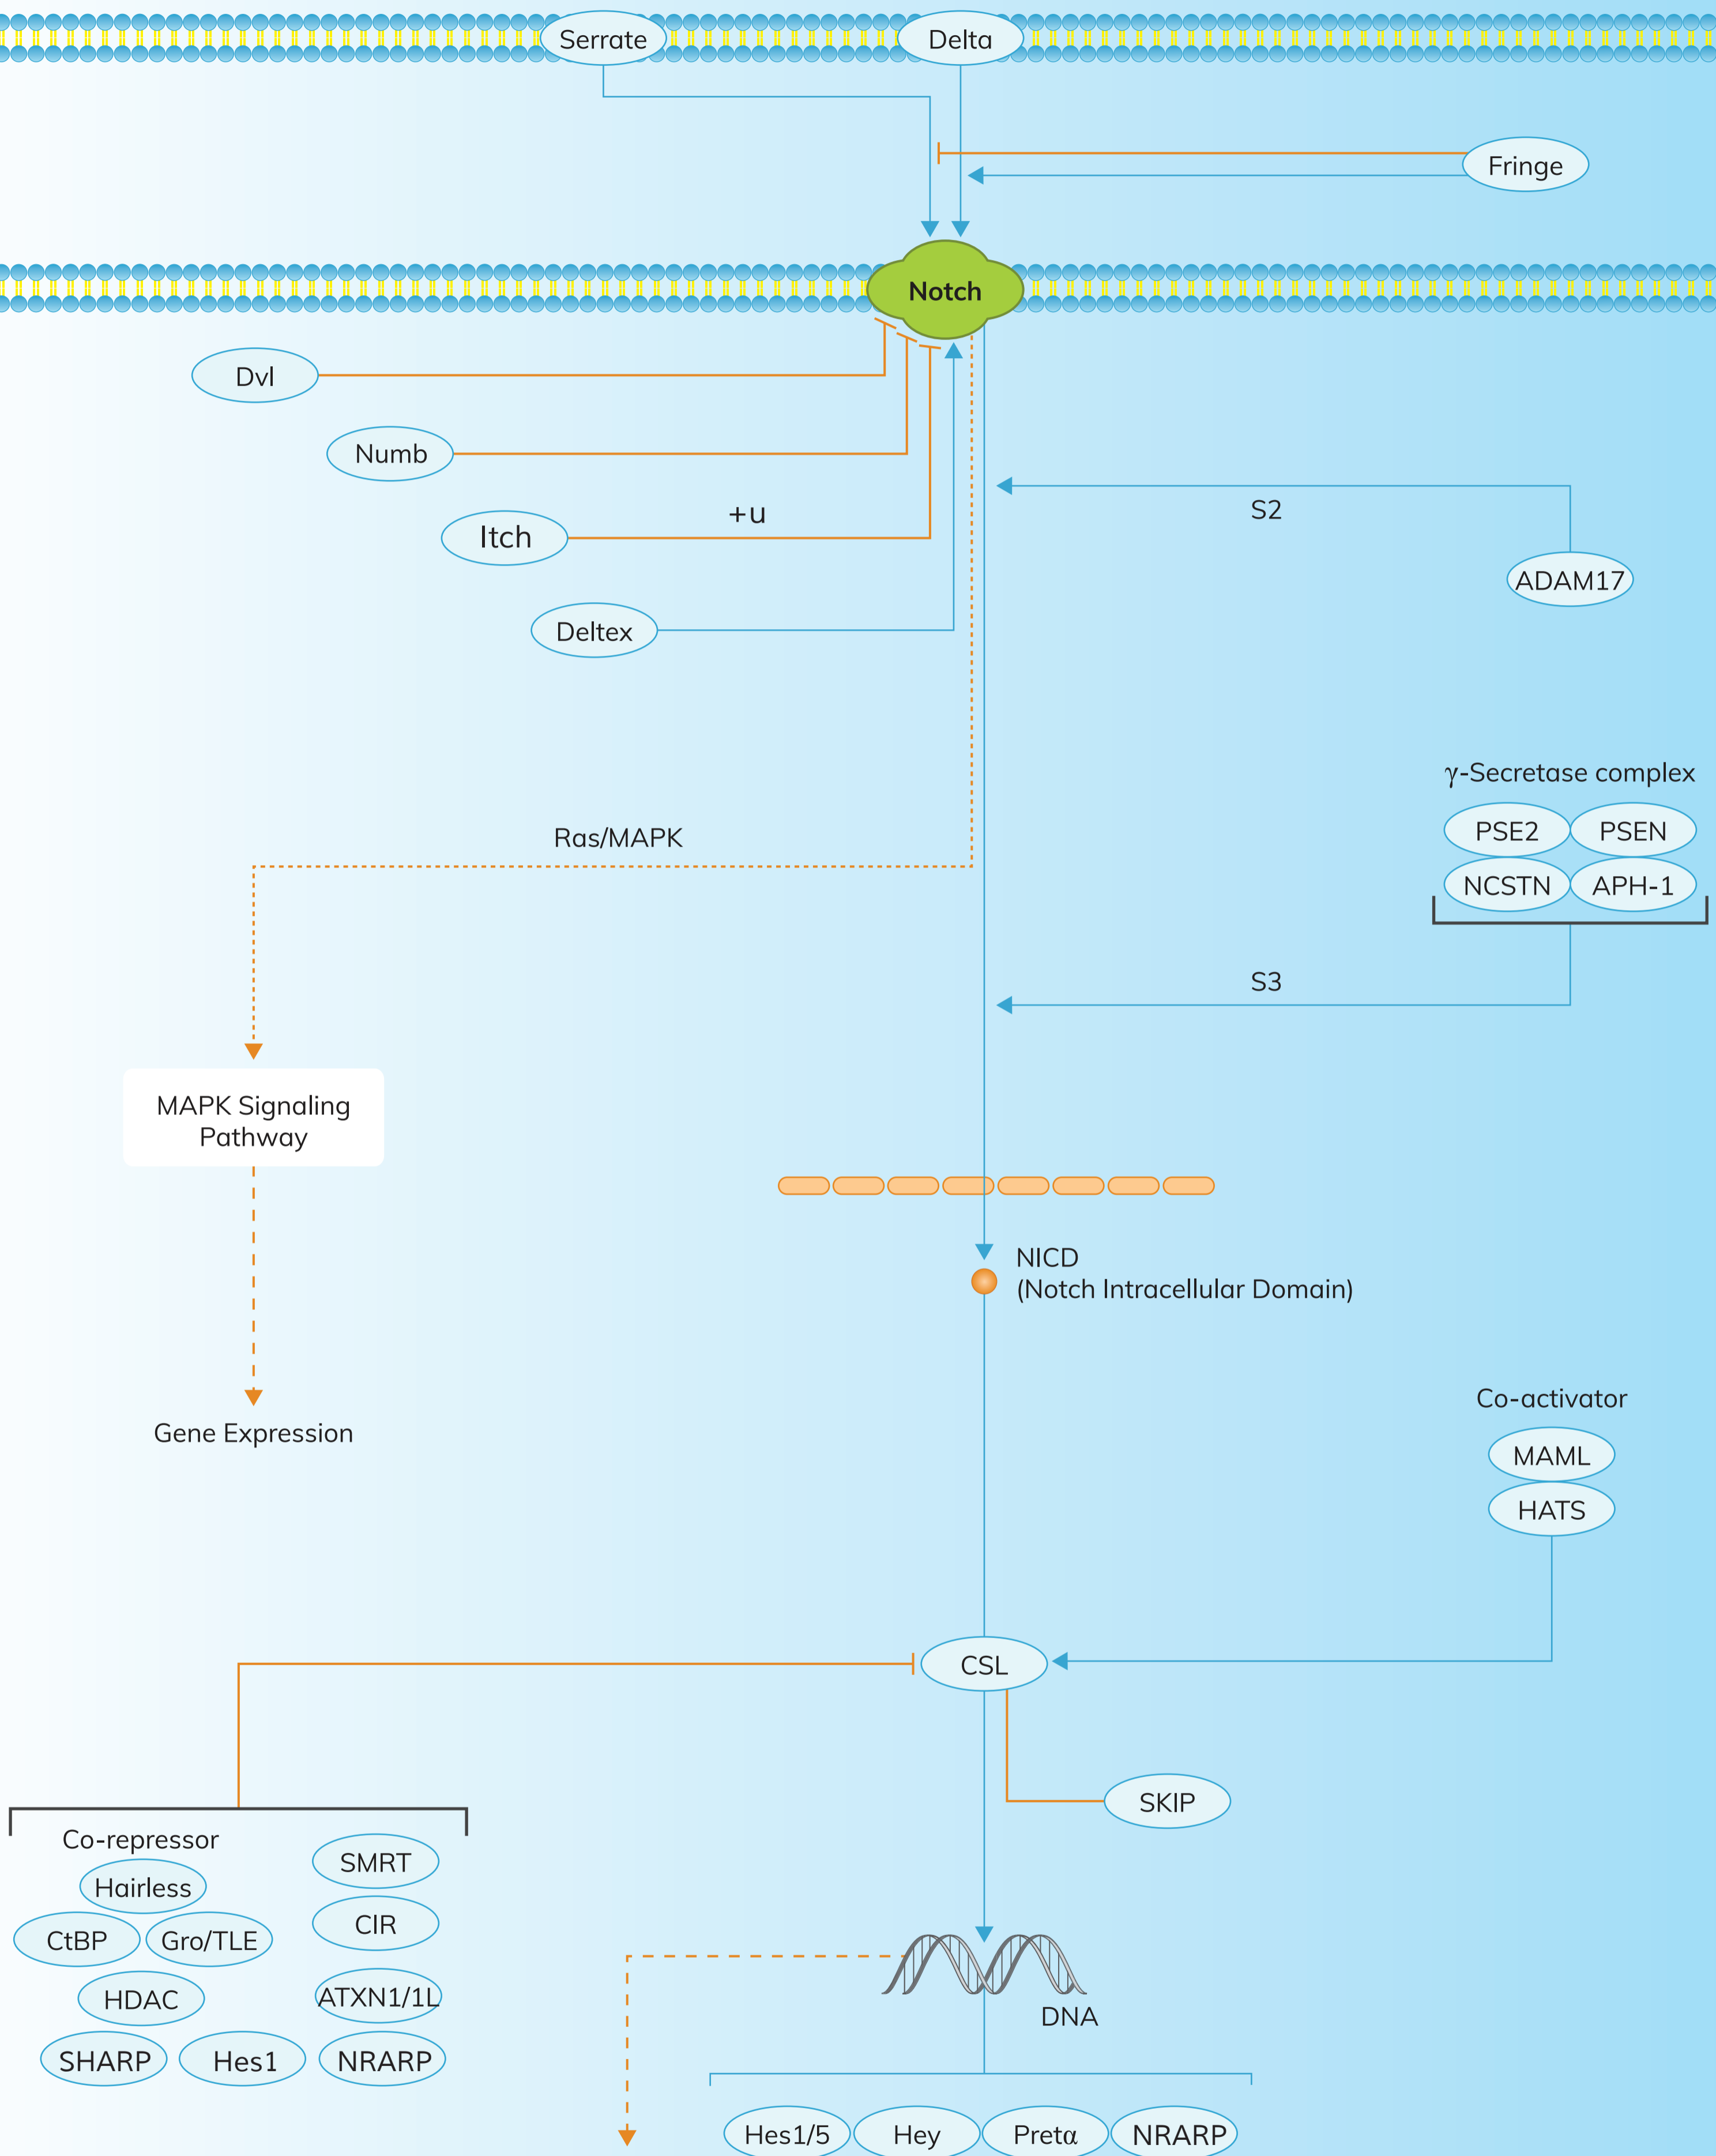 Serrate
Delta
Fringe
Notch
Dvl
Numb
+u
Itch
S2
ADAM17
Deltex
γ-Secretase complex
PSE2
PSEN
NCSTN
APH-1
Ras/MAPK
S3
MAPK Signaling
Pathway
NICD
(Notch Intracellular Domain)
Gene Expression
Co-activator
MAML
HATS
CSL
SKIP
Co-repressor
Hairless
SMRT
CtBP
Gro/TLE
CIR
HDAC
ATXN1/1L
SHARP
Hes1
NRARP
DNA
Hes1/5
Hey
Pretα
NRARP